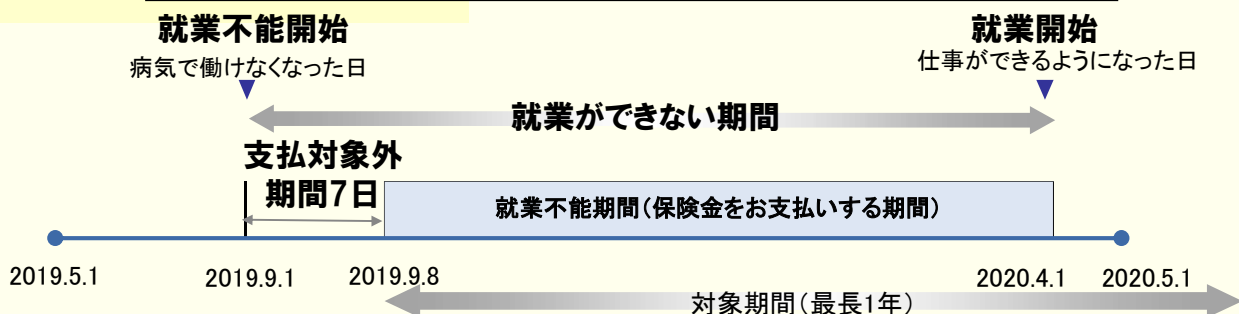 就業不能開始
病気で働けなくなった日
就業開始
仕事ができるようになった日
就業ができない期間
支払対象外
期間7日
就業不能期間(保険金をお支払いする期間)
2019.5.1
2019.9.1
2019.9.8
2020.4.1
2020.5.1
対象期間(最長1年)